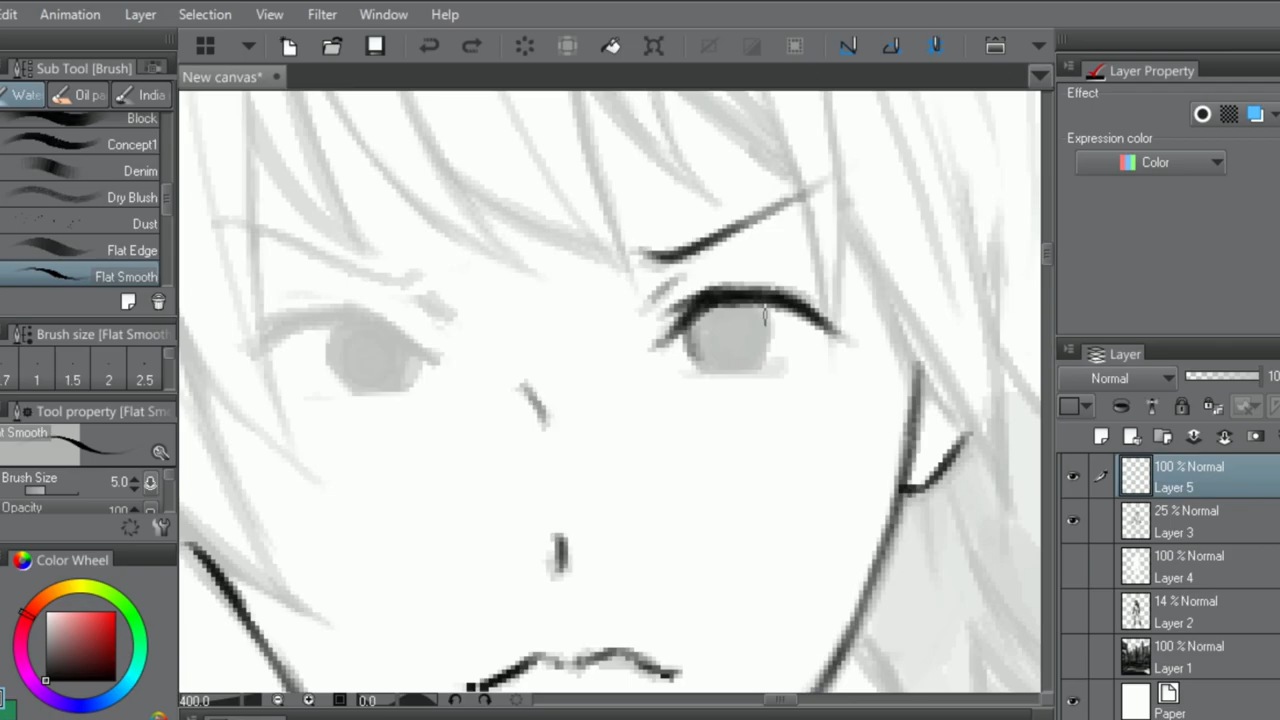 Edit Animation Layer Selection View Filter Window Help
Sub Tool [Brush]
New canvas*
Layer Property
Wate Oil pa India
Effect
Block
Concept1
Expression color
Denim
Color
Dry Blush
Dust
Flat Edge
Flat Smooth
Brush size [Flat Smooth
Layer
.7 1 1.5 2 2.5
Normal 10
Tool property [Flat Smo
at Smooth
100 % Normal
Layer 5
Brush Size 5.0
Opacity 100
25 % Normal
Layer 3
Color Wheel
100 % Normal
Layer 4
14 % Normal
Layer 2
100 % Normal
Layer 1
400.0 0.0
Paper